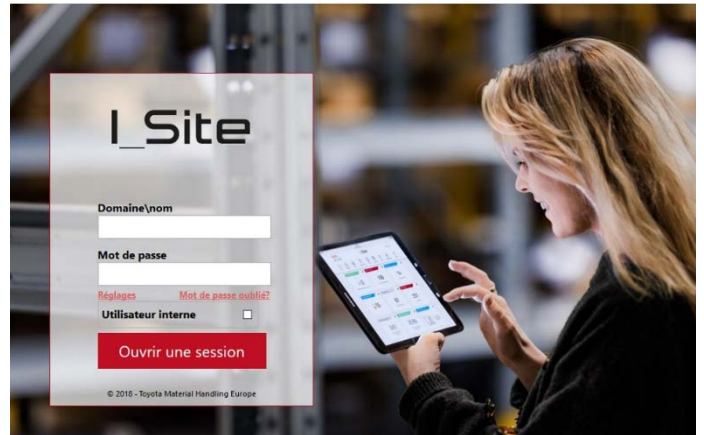 I_Site
Domaine\nom
Mot de passe
Réglages Mot de passe oublié?
Utilisateur interne
Ouvrir une session
© 2018 - Toyota Material Handling Europe